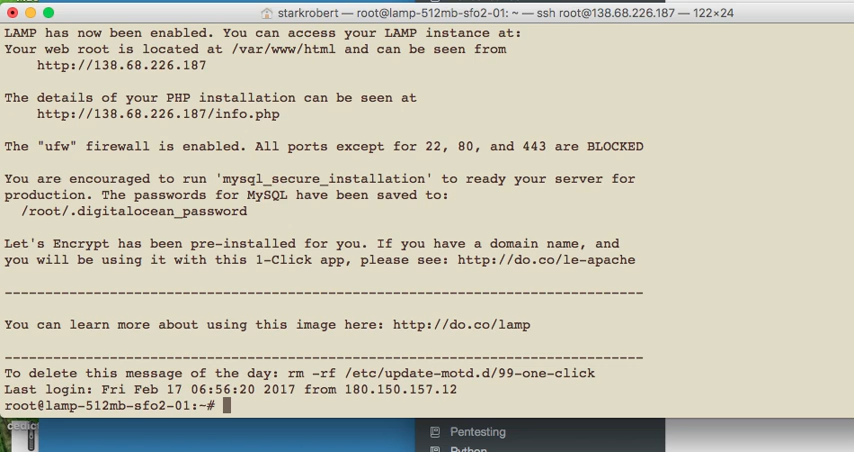 starkrobert — root@lamp-512mb-sfo2-01: ~ — ssh root@138.68.226.187 — 122×24
LAMP has now been enabled. You can access your LAMP instance at:
Your web root is located at /var/www/html and can be seen from
http://138.68.226.187
The details of your PHP installation can be seen at
http://138.68.226.187/info.php
The "ufw" firewall is enabled. All ports except for 22, 80, and 443 are BLOCKED
You are encouraged to run 'mysql_secure_installation' to ready your server for
production. The passwords for MySQL have been saved to:
/root/.digitalocean_password
Let's Encrypt has been pre-installed for you. If you have a domain name, and
you will be using it with this 1-Click app, please see: http://do.co/le-apache
-------------------------------------------------------------------------------
You can learn more about using this image here: http://do.co/lamp
-------------------------------------------------------------------------------
To delete this message of the day: rm -rf /etc/update-motd.d/99-one-click
Last login: Fri Feb 17 06:56:20 2017 from 180.150.157.12
root@lamp-512mb-sfo2-01:~#
Pentesting
Python